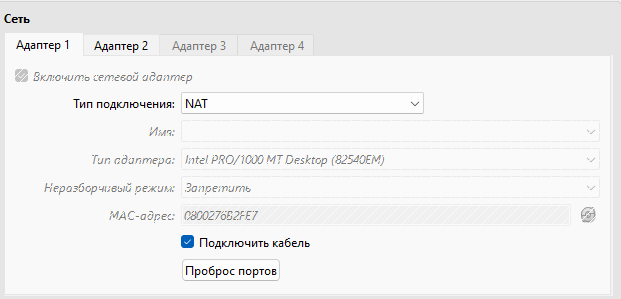 Сеть
Адаптер 1 Адаптер 2 Адаптер 3 Адаптер 4
Включить сетевой адаптер
Тип подключения: NAT
Имя:
Тип адаптера: Intel PRO/1000 MT Desktop (82540EM)
Неразборчивый режим: Запретить
MAC-адрес: 0800276B2FE7
Подключить кабель
Проброс портов